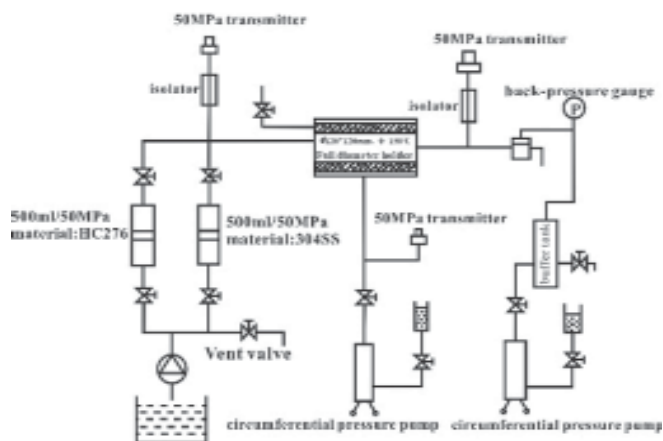 50MPa transmitter
50MPa transmitter
isolator
isolator
back-pressure gauge
P
Full diameter holder
500ml/50MPa
material:HC276
500ml/50MPa
material:304SS
50MPa transmitter
buffer tank
Vent valve
circumferential pressure pump
circumferential pressure pump